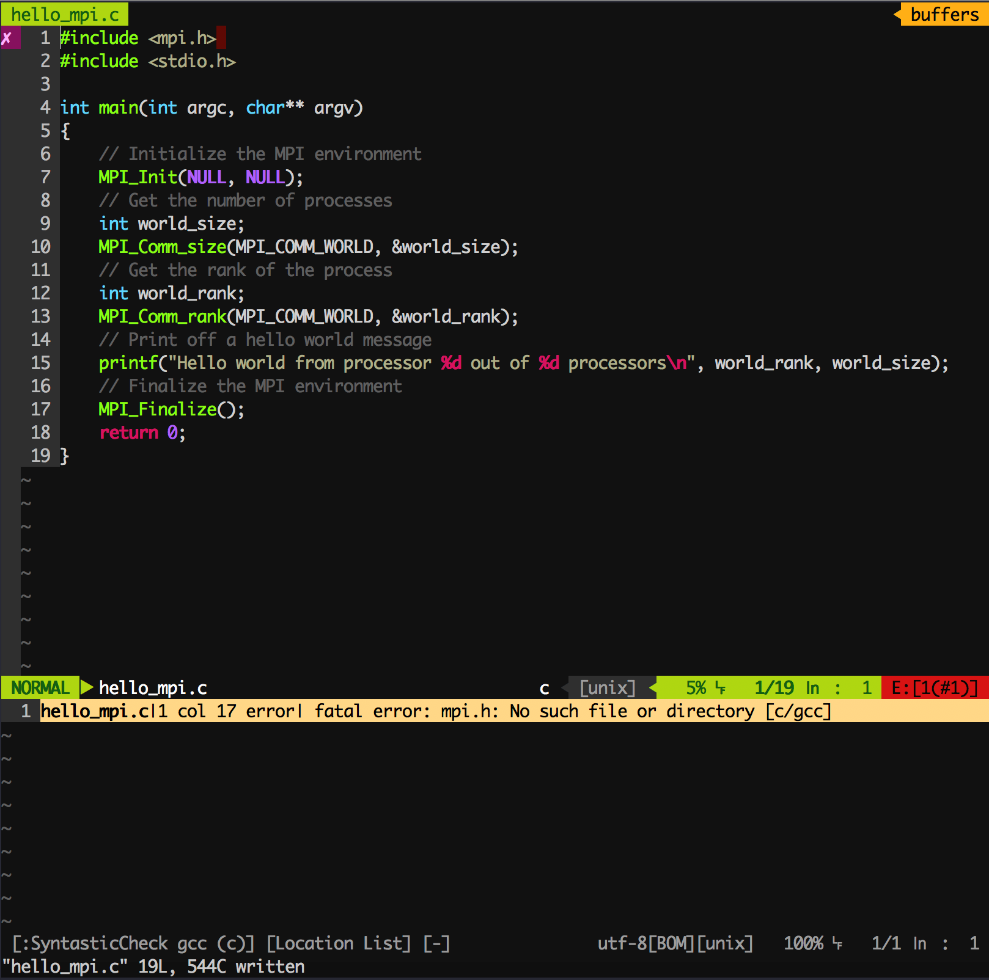 hello_mpi.c buffers
✗ 1 #include <mpi.h>
2 #include <stdio.h>
3
4 int main(int argc, char** argv)
5 {
6     // Initialize the MPI environment
7     MPI_Init(NULL, NULL);
8     // Get the number of processes
9     int world_size;
10     MPI_Comm_size(MPI_COMM_WORLD, &world_size);
11     // Get the rank of the process
12     int world_rank;
13     MPI_Comm_rank(MPI_COMM_WORLD, &world_rank);
14     // Print off a hello world message
15     printf("Hello world from processor %d out of %d processors\n", world_rank, world_size);
16     // Finalize the MPI environment
17     MPI_Finalize();
18     return 0;
19 }
~
~
~
~
~
~
~
~
~
NORMAL hello_mpi.c c [unix] 5% ㏑ 1/19 ln : 1 E:[1(#1)]
1 hello_mpi.c|1 col 17 error| fatal error: mpi.h: No such file or directory [c/gcc]
~
~
~
~
~
~
~
~
~
[:SyntasticCheck gcc (c)] [Location List] [-] utf-8[BOM][unix] 100% 1/1 ln : 1
"hello_mpi.c" 19L, 544C written